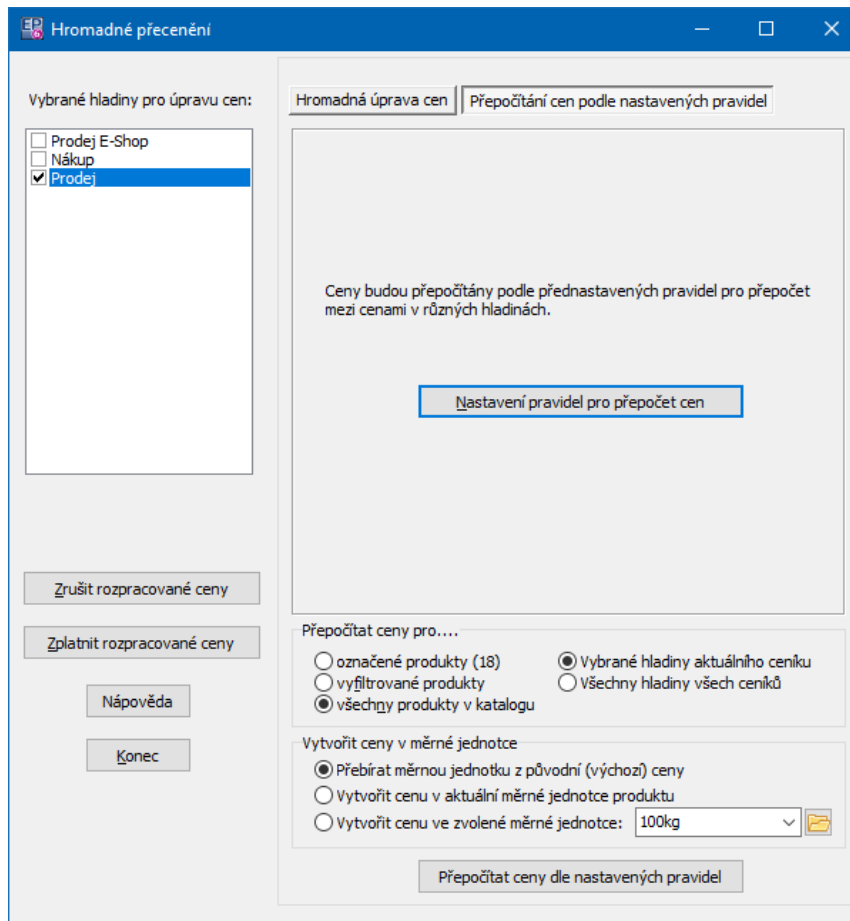 Hromadné přecenění
Vybrané hladiny pro úpravu cen:
Prodej E-Shop
Nákup
Prodej
Zrušit rozpracované ceny
Zplatnit rozpracované ceny
Nápověda
Konec
Hromadná úprava cen
Přepočítání cen podle nastavených pravidel
Ceny budou přepočítány podle přednastavených pravidel pro přepočet
mezi cenami v různých hladinách.
Nastavení pravidel pro přepočet cen
Přepočítat ceny pro....
označené produkty (18)
vyfiltrované produkty
všechny produkty v katalogu
Vybrané hladiny aktuálního ceníku
Všechny hladiny všech ceníků
Vytvořit ceny v měrné jednotce
Přebírat měrnou jednotku z původní (výchozí) ceny
Vytvořit cenu v aktuální měrné jednotce produktu
Vytvořit cenu ve zvolené měrné jednotce: 100kg
Přepočítat ceny dle nastavených pravidel